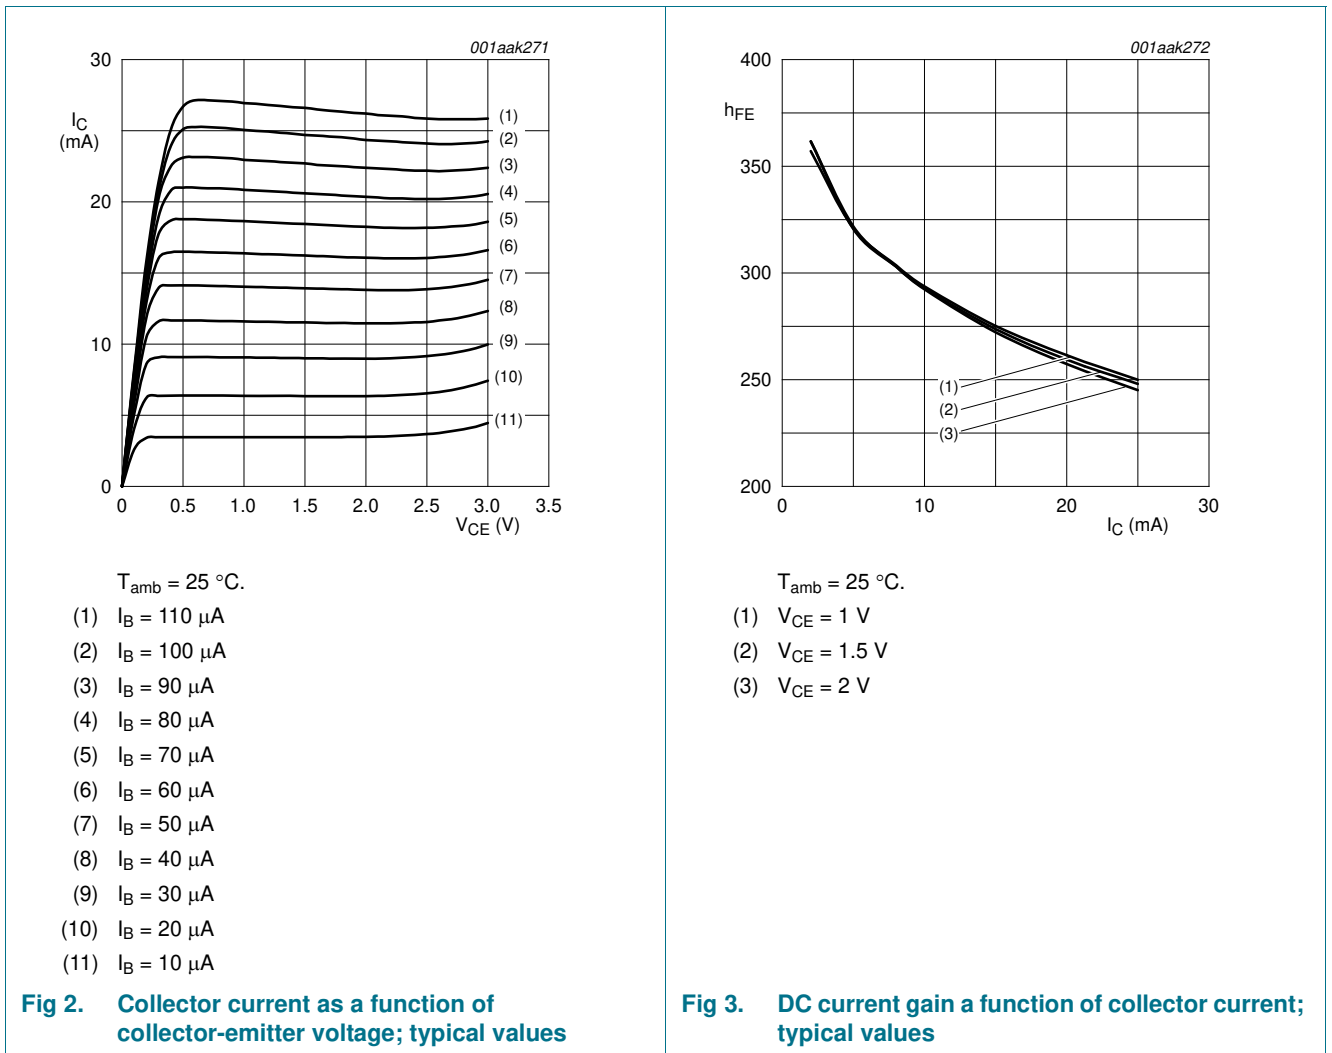 001aak271
30
20
10
0
I_C
(mA)
(1)
(2)
(3)
(4)
(5)
(6)
(7)
(8)
(9)
(10)
(11)
0 0.5 1.0 1.5 2.0 2.5 3.0 3.5
V_CE (V)
T_amb = 25 °C.
(1) I_B = 110 μA
(2) I_B = 100 μA
(3) I_B = 90 μA
(4) I_B = 80 μA
(5) I_B = 70 μA
(6) I_B = 60 μA
(7) I_B = 50 μA
(8) I_B = 40 μA
(9) I_B = 30 μA
(10) I_B = 20 μA
(11) I_B = 10 μA
Fig 2. Collector current as a function of
collector-emitter voltage; typical values
001aak272
400
350
300
250
200
h_FE
(1)
(2)
(3)
0 10 20 30
I_C (mA)
T_amb = 25 °C.
(1) V_CE = 1 V
(2) V_CE = 1.5 V
(3) V_CE = 2 V
Fig 3. DC current gain a function of collector current;
typical values